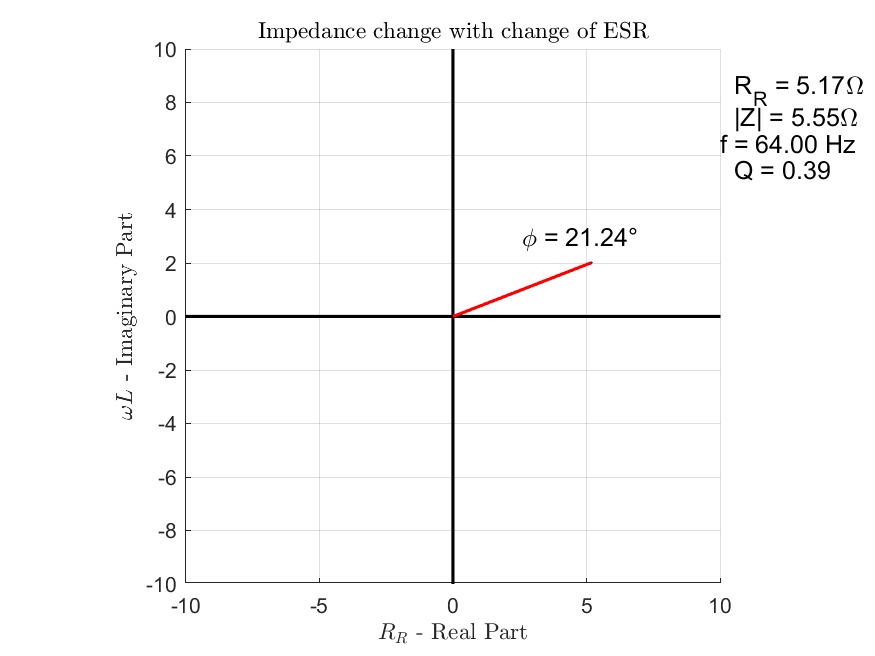 Impedance change with change of ESR
R_R = 5.17Ω
|Z| = 5.55Ω
f = 64.00 Hz
Q = 0.39
ϕ = 21.24°
ωL - Imaginary Part
10
8
6
4
2
0
-2
-4
-6
-8
-10
-10 -5 0 5 10
R_R - Real Part